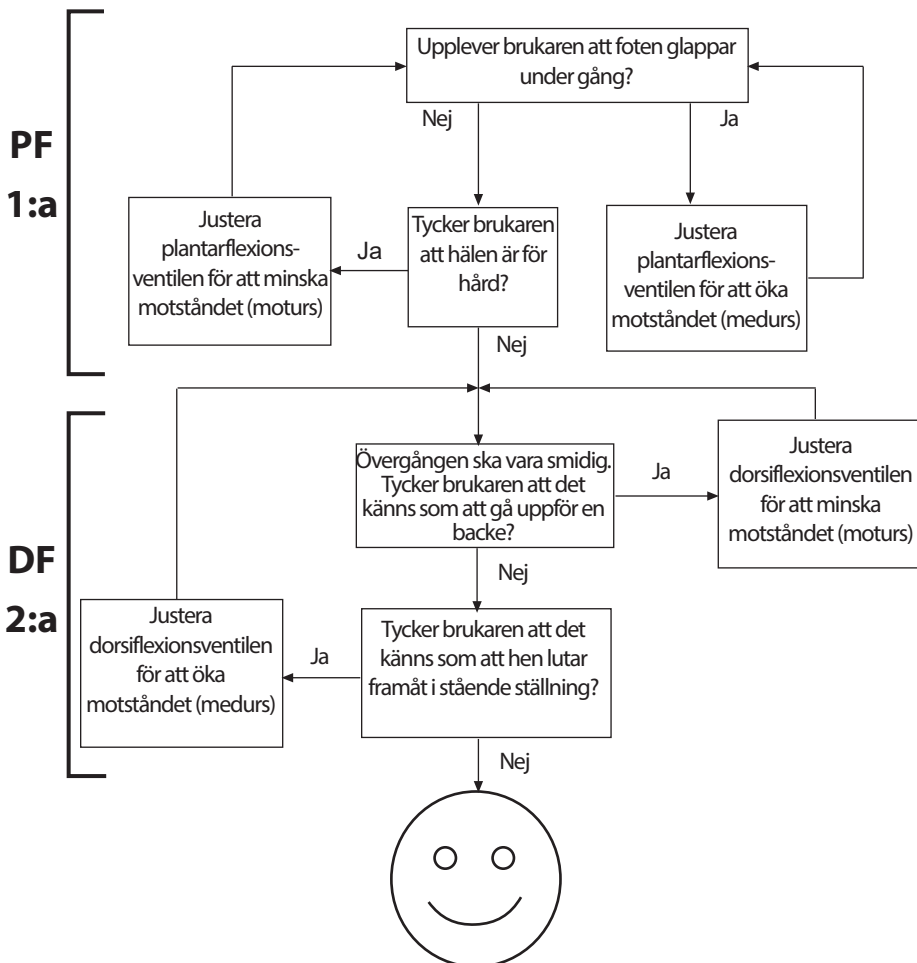 PF
1:a
Upplever brukaren att foten glappar
under gång?
Nej
Ja
Justera
plantarflexions-
ventilen för att minska
motståndet (moturs)
Ja
Tycker brukaren
att hälen är för
hård?
Justera
plantarflexions-
ventilen för att öka
motståndet (medurs)
Nej
DF
2:a
Övergången ska vara smidig.
Tycker brukaren att det
känns som att gå uppför en
backe?
Ja
Justera
dorsiflexionsventilen
för att minska
motståndet (moturs)
Nej
Justera
dorsiflexionsventilen
för att öka
motståndet (medurs)
Ja
Tycker brukaren att det
känns som att hen lutar
framåt i stående ställning?
Nej